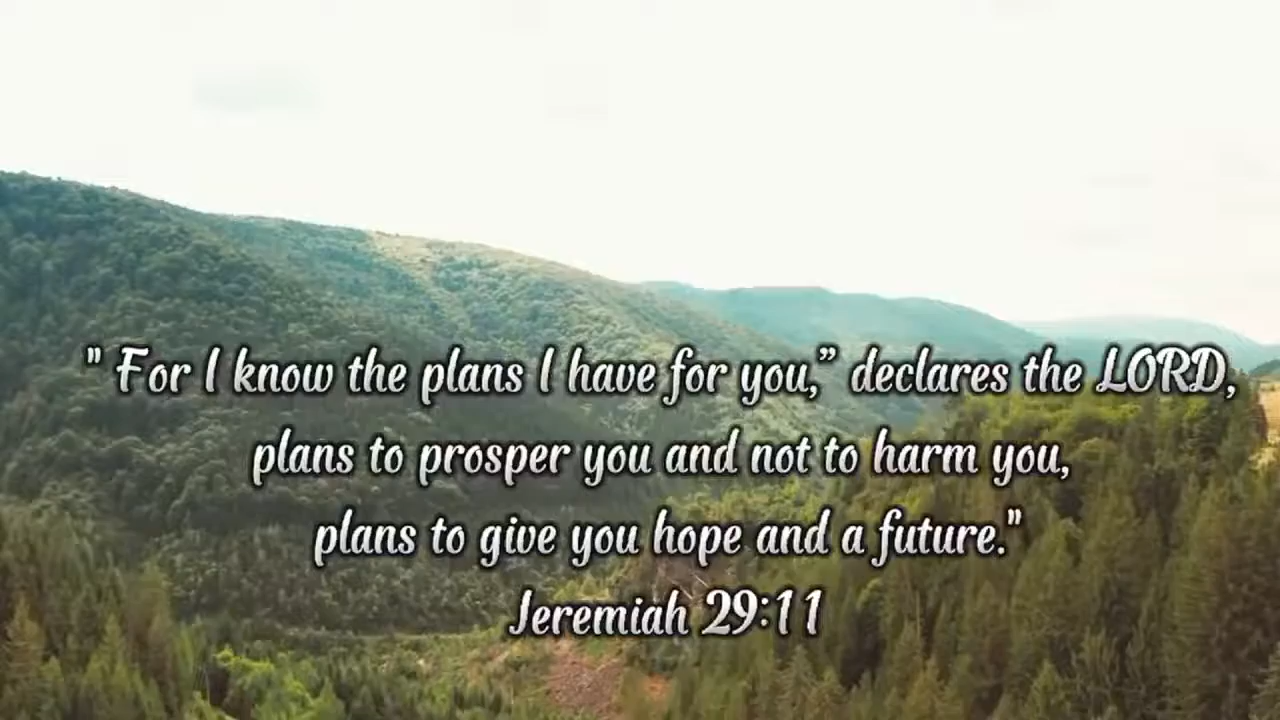 " For I know the plans I have for you,” declares the LORD,
plans to prosper you and not to harm you,
plans to give you hope and a future."
Jeremiah 29:11